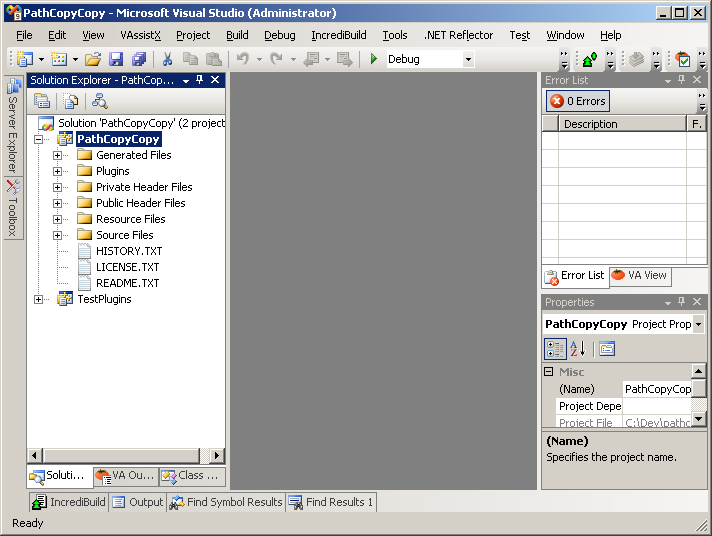 PathCopyCopy - Microsoft Visual Studio (Administrator)
File Edit View VAssistX Project Build Debug IncrediBuild Tools .NET Reflector Test Window Help
Debug
Solution Explorer - PathCop...
Solution 'PathCopyCopy' (2 project
PathCopyCopy
Generated Files
Plugins
Private Header Files
Public Header Files
Resource Files
Source Files
HISTORY.TXT
LICENSE.TXT
README.TXT
TestPlugins
Server Explorer
Toolbox
Soluti...
VA Ou...
Class ...
Error List
0 Errors
Description F.
Error List
VA View
Properties
PathCopyCopy Project Prop
Misc
(Name) PathCopyCop
Project Depe
Project File C:\Dev\pathc
(Name)
Specifies the project name.
IncrediBuild
Output
Find Symbol Results
Find Results 1
Ready